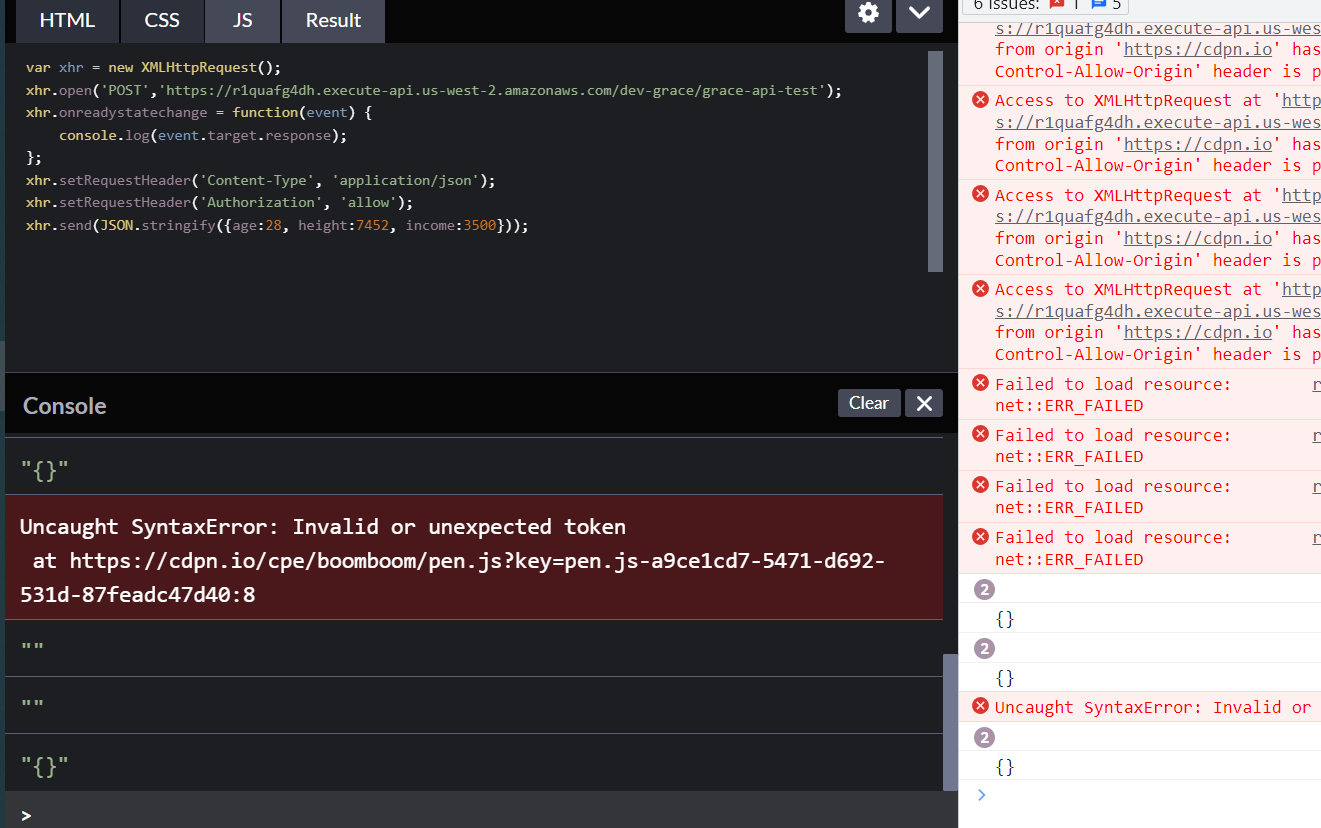 HTML
CSS
JS
Result
var xhr = new XMLHttpRequest();
xhr.open('POST','https://r1quafg4dh.execute-api.us-west-2.amazonaws.com/dev-grace/grace-api-test');
xhr.onreadystatechange = function(event) {
console.log(event.target.response);
};
xhr.setRequestHeader('Content-Type', 'application/json');
xhr.setRequestHeader('Authorization', 'allow');
xhr.send(JSON.stringify({age:28, height:7452, income:3500}));
Console
Clear
"{}"
Uncaught SyntaxError: Invalid or unexpected token
at https://cdpn.io/cpe/boomboom/pen.js?key=pen.js-a9ce1cd7-5471-d692-
531d-87feadc47d40:8
""
""
"{}"
>
6 Issues: 1 5
s://r1quafg4dh.execute-api.us-wes
from origin 'https://cdpn.io' has
Control-Allow-Origin' header is p
Access to XMLHttpRequest at 'http
s://r1quafg4dh.execute-api.us-wes
from origin 'https://cdpn.io' has
Control-Allow-Origin' header is p
Access to XMLHttpRequest at 'http
s://r1quafg4dh.execute-api.us-wes
from origin 'https://cdpn.io' has
Control-Allow-Origin' header is p
Access to XMLHttpRequest at 'http
s://r1quafg4dh.execute-api.us-wes
from origin 'https://cdpn.io' has
Control-Allow-Origin' header is p
Failed to load resource: r
net::ERR_FAILED
Failed to load resource: r
net::ERR_FAILED
Failed to load resource: r
net::ERR_FAILED
Failed to load resource: r
net::ERR_FAILED
2
{}
2
{}
Uncaught SyntaxError: Invalid or
2
{}